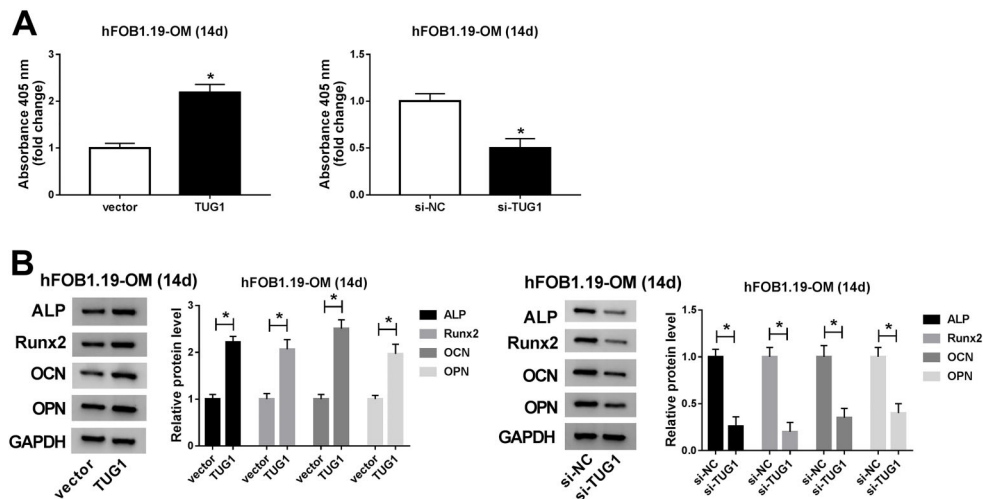 A
hFOB1.19-OM (14d)
Absorbance 405 nm
(fold change)
3
2
1
0
*
vector
TUG1
hFOB1.19-OM (14d)
Absorbance 405 nm
(fold change)
1.5
1.0
0.5
0.0
*
si-NC
si-TUG1
B
hFOB1.19-OM (14d)
ALP
Runx2
OCN
OPN
GAPDH
vector
TUG1
hFOB1.19-OM (14d)
Relative protein level
3
2
1
0
*
*
*
*
vector
TUG1
vector
TUG1
vector
TUG1
vector
TUG1
ALP
Runx2
OCN
OPN
hFOB1.19-OM (14d)
ALP
Runx2
OCN
OPN
GAPDH
si-NC
si-TUG1
hFOB1.19-OM (14d)
Relative protein level
1.5
1.0
0.5
0.0
*
*
*
*
si-NC
si-TUG1
si-NC
si-TUG1
si-NC
si-TUG1
si-NC
si-TUG1
ALP
Runx2
OCN
OPN